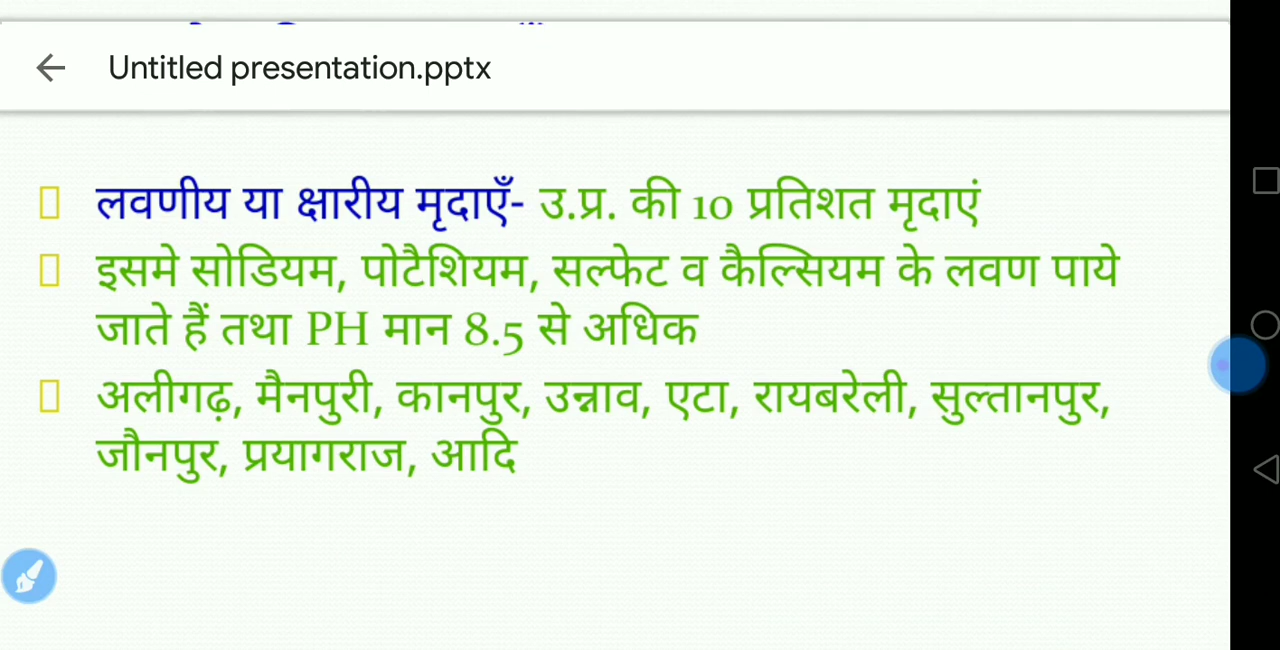 Untitled presentation.pptx
लवणीय या क्षारीय मृदाएँ- उ.प्र. की 10 प्रतिशत मृदाएं
इसमे सोडियम, पोटैशियम, सल्फेट व कैल्सियम के लवण पाये
जाते हैं तथा PH मान 8.5 से अधिक
अलीगढ़, मैनपुरी, कानपुर, उन्नाव, एटा, रायबरेली, सुल्तानपुर,
जौनपुर, प्रयागराज, आदि